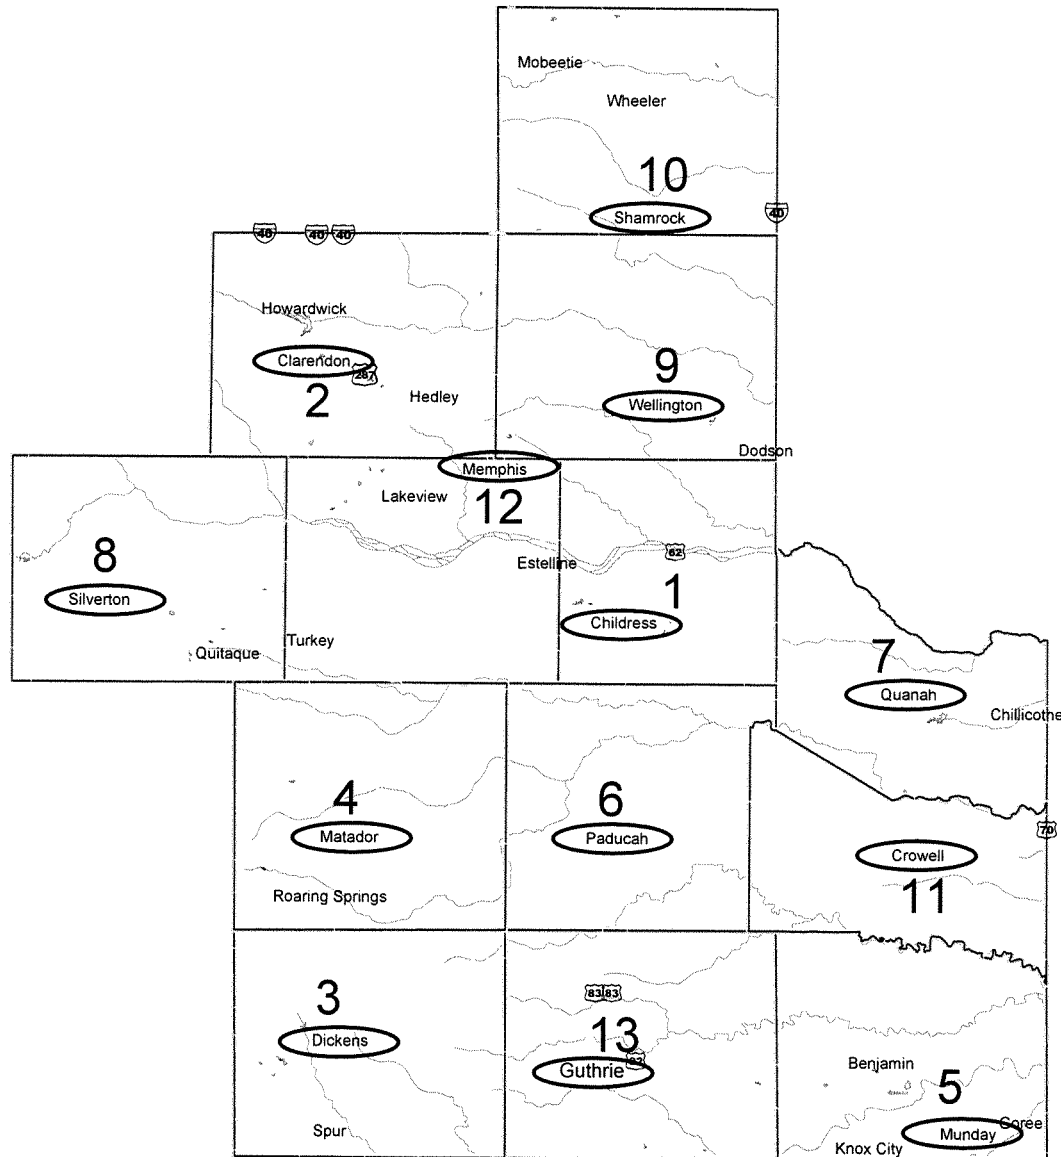 Mobeetie
Wheeler
10
Shamrock
40
40 40 40
Howardwick
Clarendon
287
2
Hedley
9
Wellington
Dodson
Memphis
Lakeview
12
8
Silverton
Quitaque
Turkey
Estelline
62
1
Childress
7
Quanah
Chillicothe
4
Matador
Roaring Springs
6
Paducah
70
Crowell
11
3
Dickens
Spur
83 83
13
Guthrie
Benjamin
5
Goree
Munday
Knox City